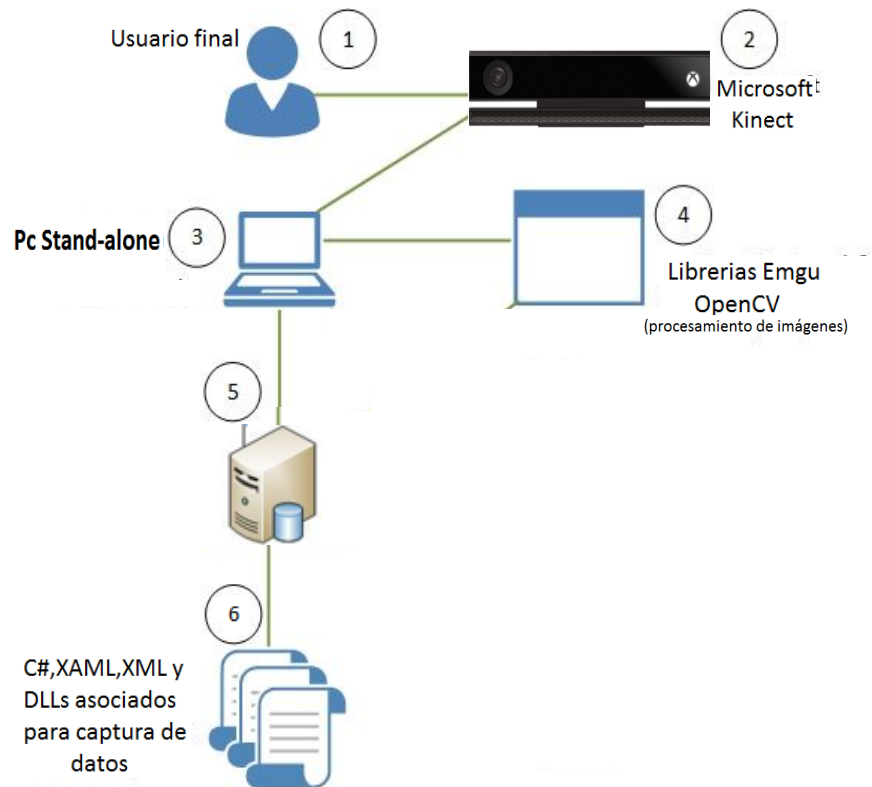 Usuario final
1
2
Microsoft
Kinect
Pc Stand-alone
3
4
Librerias Emgu
OpenCV
(procesamiento de imágenes)
5
6
C#,XAML,XML y
DLLs asociados
para captura de
datos